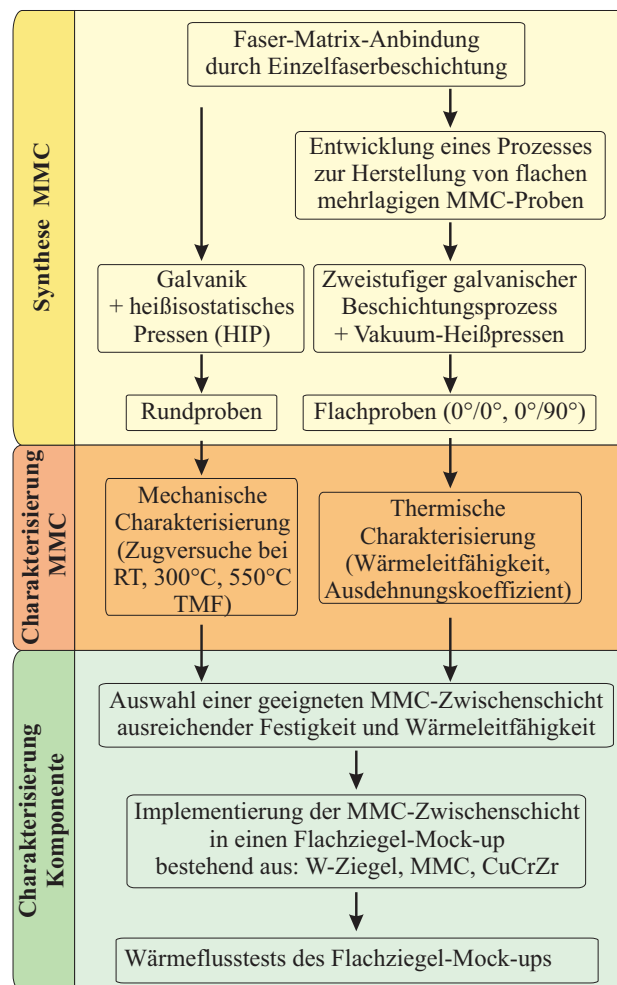 Synthese MMC
Faser-Matrix-Anbindung
durch Einzelfaserbeschichtung
Entwicklung eines Prozesses
zur Herstellung von flachen
mehrlagigen MMC-Proben
Galvanik
+ heißisostatisches
Pressen (HIP)
Zweistufiger galvanischer
Beschichtungsprozess
+ Vakuum-Heißpressen
Rundproben
Flachproben (0°/0°, 0°/90°)
Charakterisierung
MMC
Mechanische
Charakterisierung
(Zugversuche bei
RT, 300°C, 550°C
TMF)
Thermische
Charakterisierung
(Wärmeleitfähigkeit,
Ausdehnungskoeffizient)
Charakterisierung
Komponente
Auswahl einer geeigneten MMC-Zwischenschicht
ausreichender Festigkeit und Wärmeleitfähigkeit
Implementierung der MMC-Zwischenschicht
in einen Flachziegel-Mock-up
bestehend aus: W-Ziegel, MMC, CuCrZr
Wärmeflusstests des Flachziegel-Mock-ups